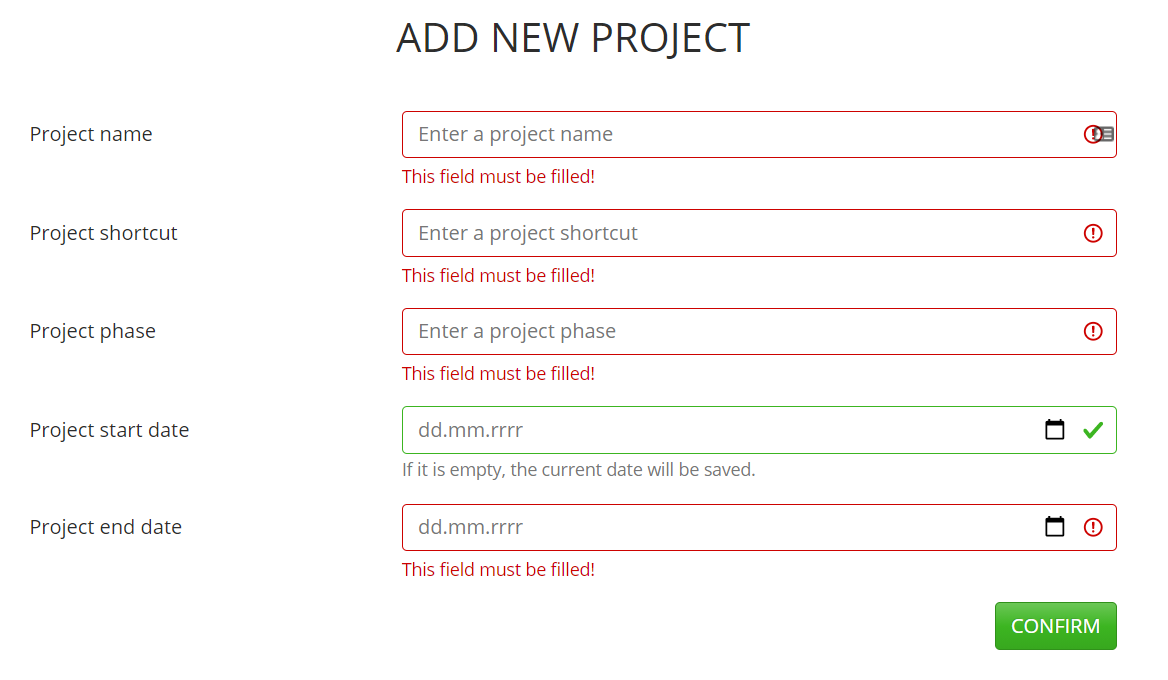 ADD NEW PROJECT
Project name
Enter a project name
This field must be filled!
Project shortcut
Enter a project shortcut
This field must be filled!
Project phase
Enter a project phase
This field must be filled!
Project start date
dd.mm.rrrr
If it is empty, the current date will be saved.
Project end date
dd.mm.rrrr
This field must be filled!
CONFIRM